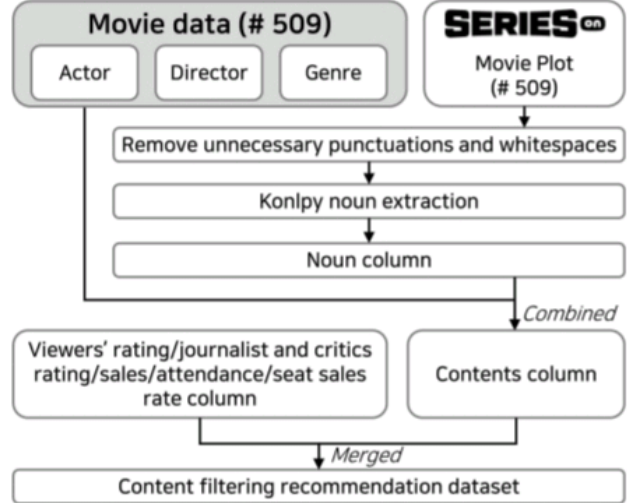 Movie data (# 509)
Actor
Director
Genre
SERIES on
Movie Plot
(# 509)
Remove unnecessary punctuations and whitespaces
Konlpy noun extraction
Noun column
Combined
Viewers' rating/journalist and critics
rating/sales/attendance/seat sales
rate column
Contents column
Merged
Content filtering recommendation dataset